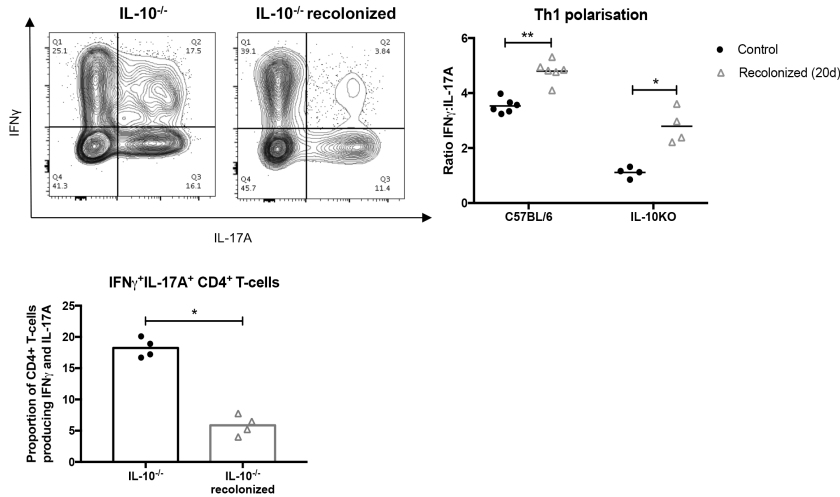 IL-10-/-
IL-10-/- recolonized
Q1
25.1
Q2
17.5
Q4
41.3
Q3
16.1
Q1
39.1
Q2
3.84
Q4
45.7
Q3
11.4
IFNγ
IL-17A
Th1 polarisation
Ratio IFNγ:IL-17A
6
4
2
0
**
*
C57BL/6
IL-10KO
Control
Recolonized (20d)
IFNγ+IL-17A+ CD4+ T-cells
Proportion of CD4+ T-cells
producing IFNγ and IL-17A
25
20
15
10
5
0
*
IL-10-/-
IL-10-/-
recolonized